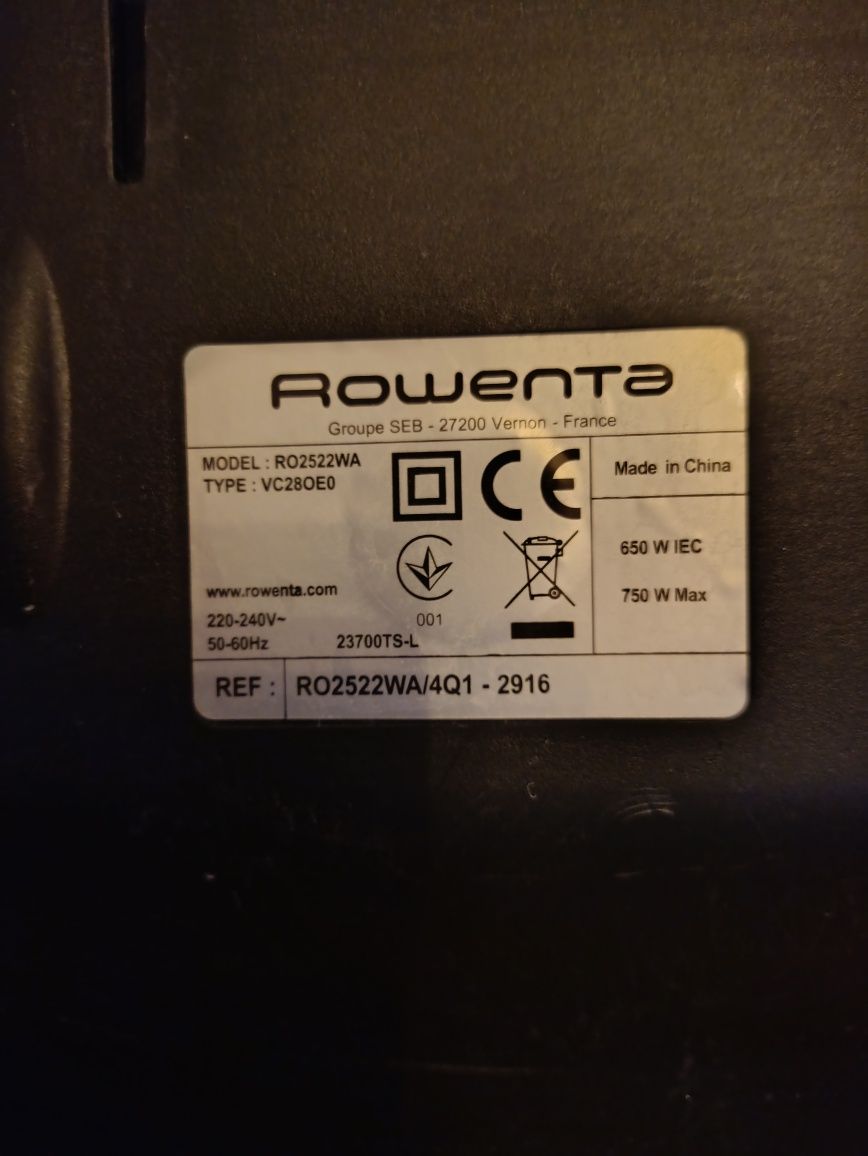 Rowenta
Groupe SEB - 27200 Vernon - France
MODEL : RO2522WA
TYPE : VC28OE0
CE
Made in China
650 W IEC
750 W Max
www.rowenta.com
220-240V~
50-60Hz
001
23700TS-L
REF : RO2522WA/4Q1 - 2916